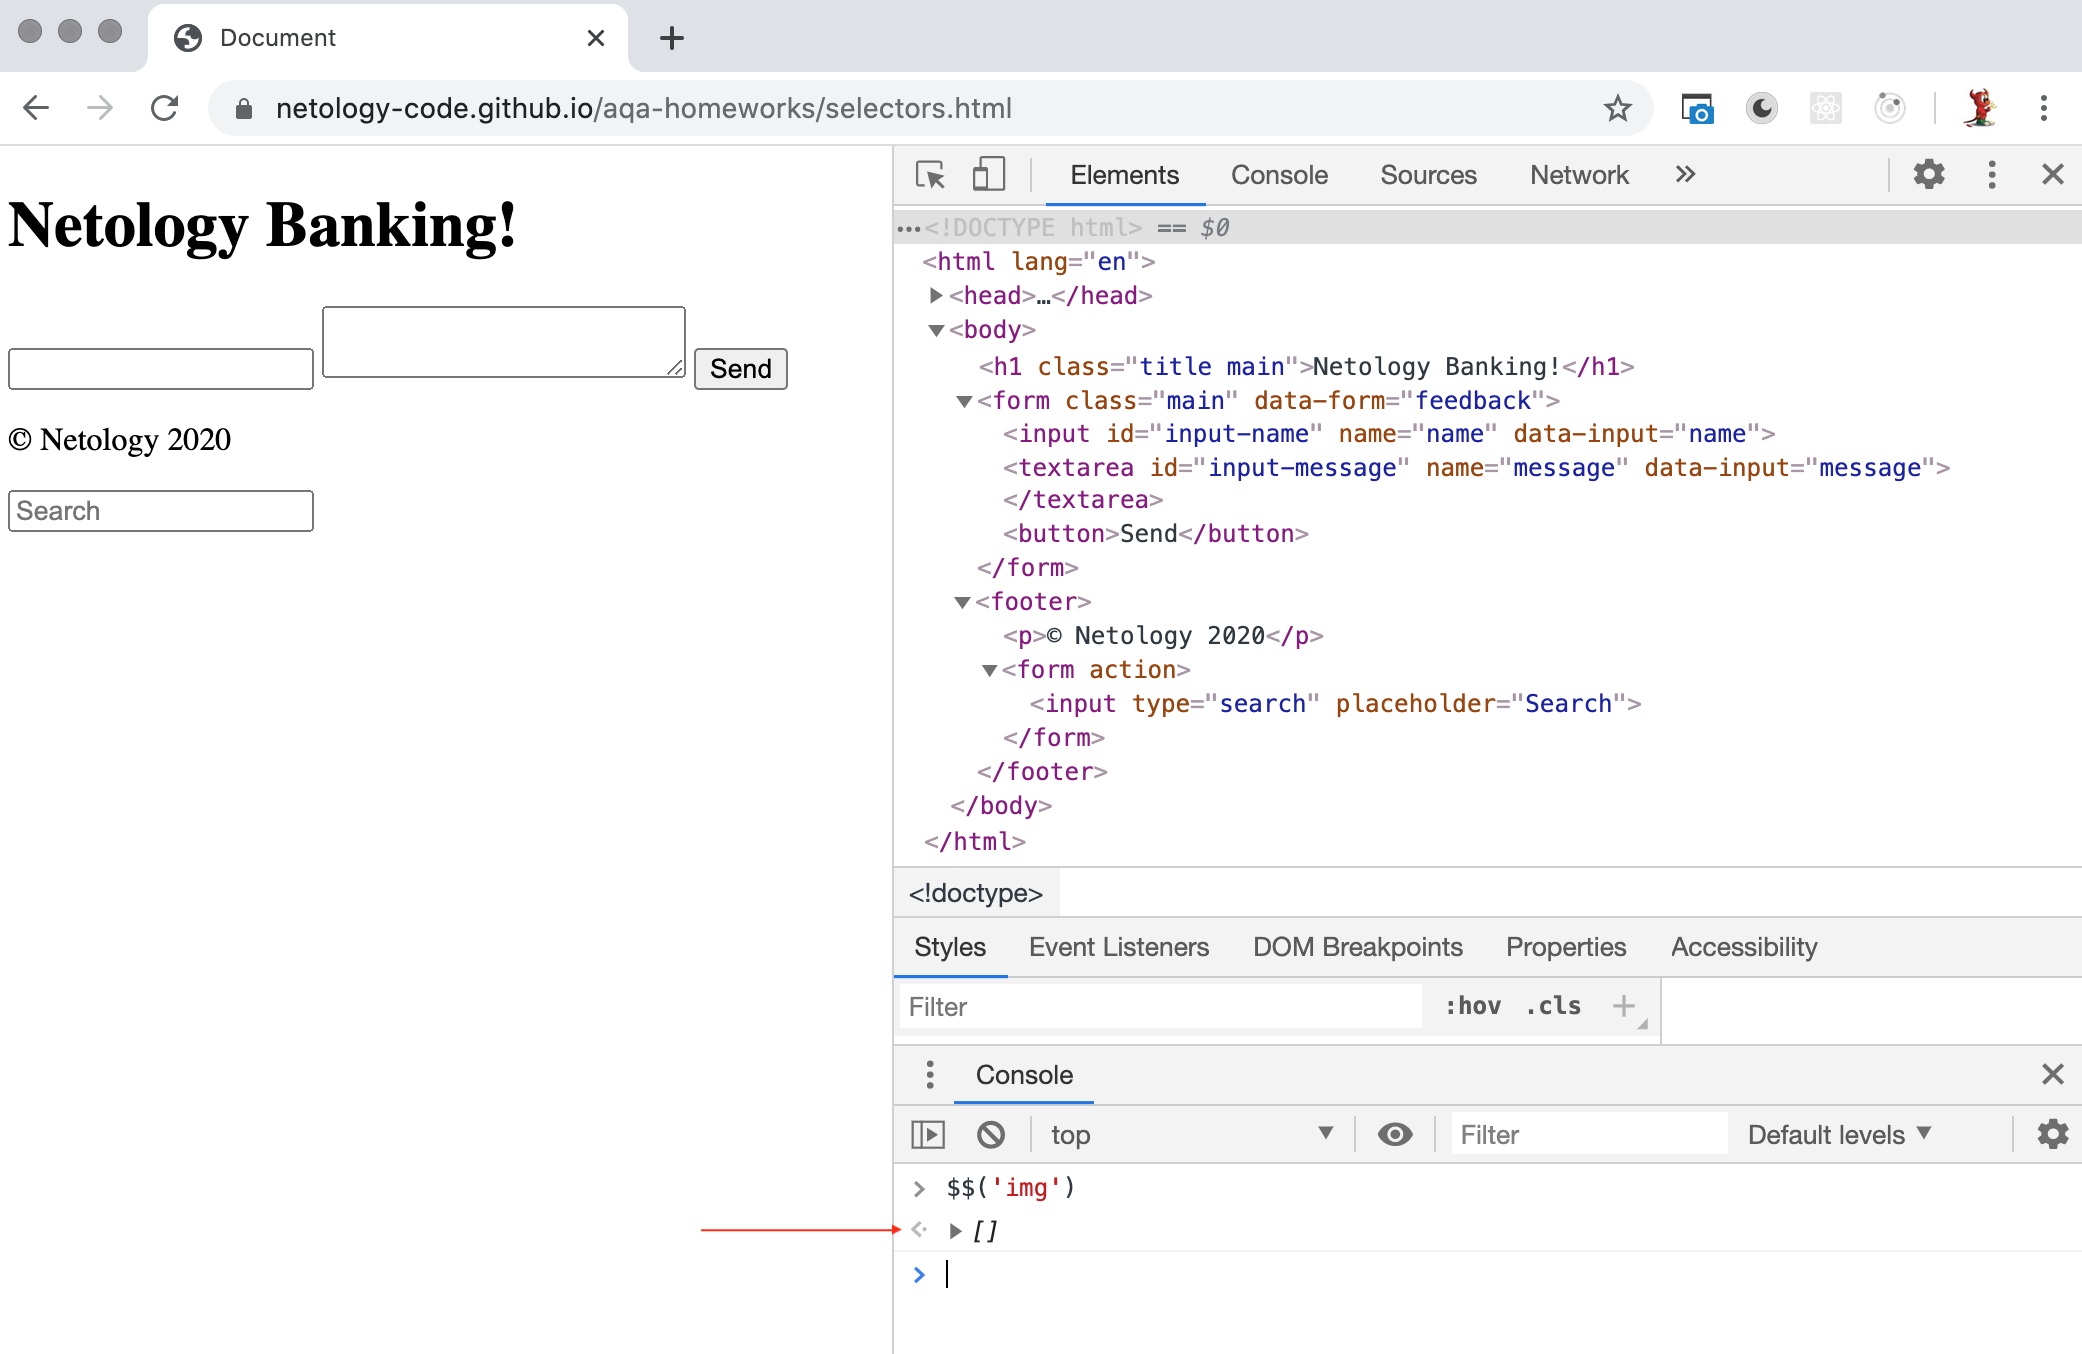 Document
netology-code.github.io/aqa-homeworks/selectors.html
Netology Banking!
Send
© Netology 2020
Search
Elements Console Sources Network »
…<!DOCTYPE html> == $0
<html lang="en">
<head>…</head>
<body>
<h1 class="title main">Netology Banking!</h1>
<form class="main" data-form="feedback">
<input id="input-name" name="name" data-input="name">
<textarea id="input-message" name="message" data-input="message">
</textarea>
<button>Send</button>
</form>
<footer>
<p>© Netology 2020</p>
<form action>
<input type="search" placeholder="Search">
</form>
</footer>
</body>
</html>
<!doctype>
Styles Event Listeners DOM Breakpoints Properties Accessibility
Filter :hov .cls +
Console
top Filter Default levels
> $$('img')
[]
>